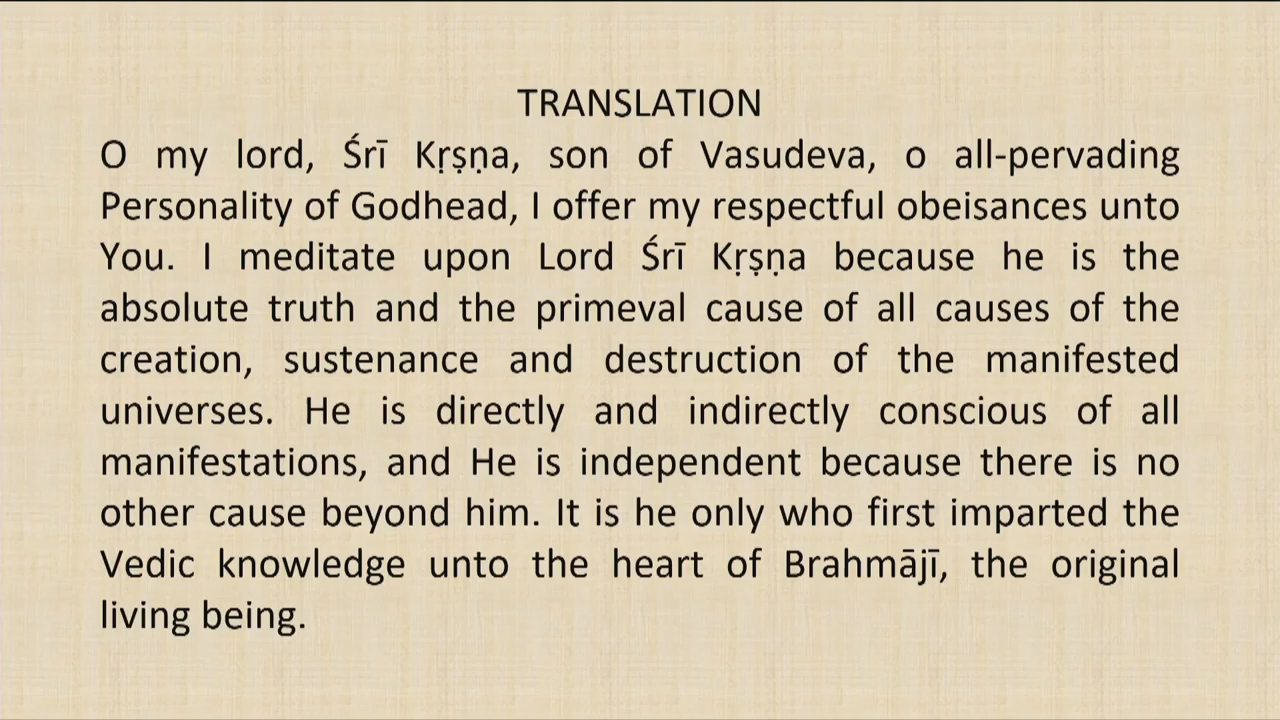 TRANSLATION
O my lord, Śrī Kṛṣṇa, son of Vasudeva, o all-pervading
Personality of Godhead, I offer my respectful obeisances unto
You. I meditate upon Lord Śrī Kṛṣṇa because he is the
absolute truth and the primeval cause of all causes of the
creation, sustenance and destruction of the manifested
universes. He is directly and indirectly conscious of all
manifestations, and He is independent because there is no
other cause beyond him. It is he only who first imparted the
Vedic knowledge unto the heart of Brahmājī, the original
living being.